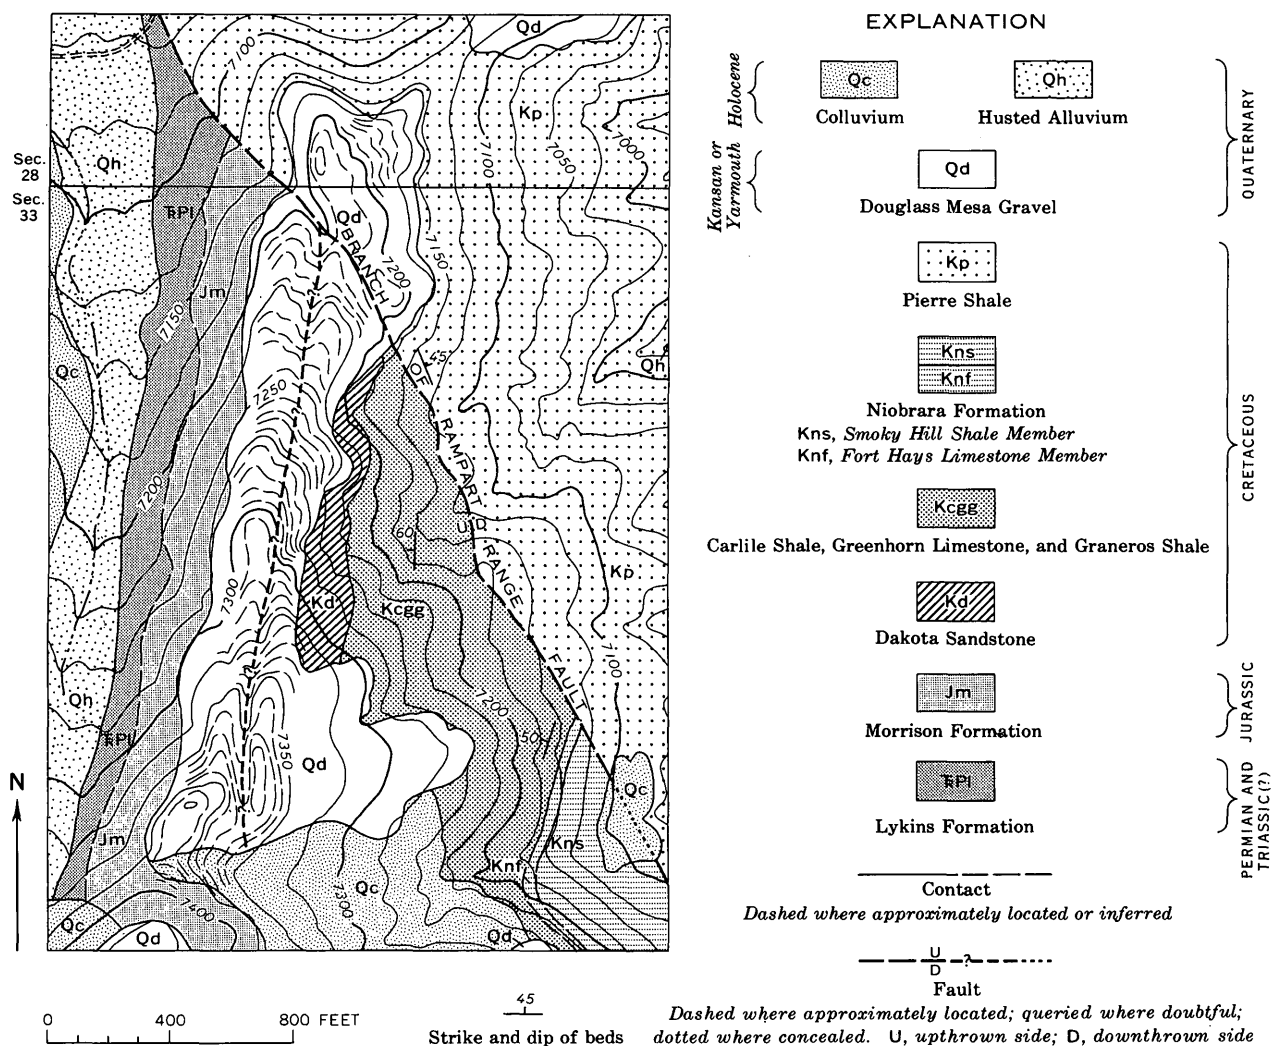 EXPLANATION
Holocene
Qc
Colluvium
Qh
Husted Alluvium
Kansan or
Yarmouth
Qd
Douglass Mesa Gravel
QUATERNARY
Kp
Pierre Shale
Kns
Knf
Niobrara Formation
Kns, Smoky Hill Shale Member
Knf, Fort Hays Limestone Member
Kcgg
Carlile Shale, Greenhorn Limestone, and Graneros Shale
Kd
Dakota Sandstone
CRETACEOUS
Jm
Morrison Formation
JURASSIC
TRPl
Lykins Formation
PERMIAN AND
TRIASSIC(?)
Contact
Dashed where approximately located or inferred
U
D
?
Fault
Dashed where approximately located; queried where doubtful;
dotted where concealed. U, upthrown side; D, downthrown side
45
Strike and dip of beds
0 400 800 FEET
N
Sec.
28
Sec.
33
Qd
7100
Kp
7100
7050
7000
Qh
TRPl
Qd
7150
7200
BRANCH OF RAMPART RANGE FAULT
Jm
7150
Qc
45
Qh
7250
7200
60
U D
Kp
7300
Kd
Kcgg
7100
Qh
7200
TRPl
50
7350
Qd
Qc
Jm
Kns
Knf
Qc
7300
7400
Qc
Qd
Qd